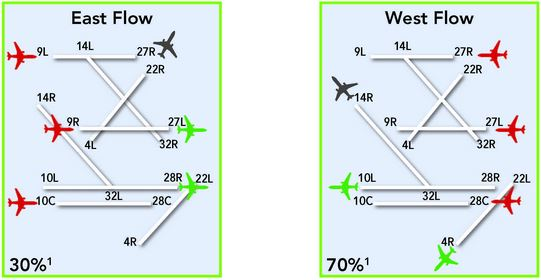 East Flow
9L
14L
27R
22R
14R
9R
27L
4L
32R
10L
28R
22L
10C
32L
28C
4R
30%1
West Flow
9L
14L
27R
22R
14R
9R
27L
4L
32R
10L
28R
22L
10C
32L
28C
4R
70%1